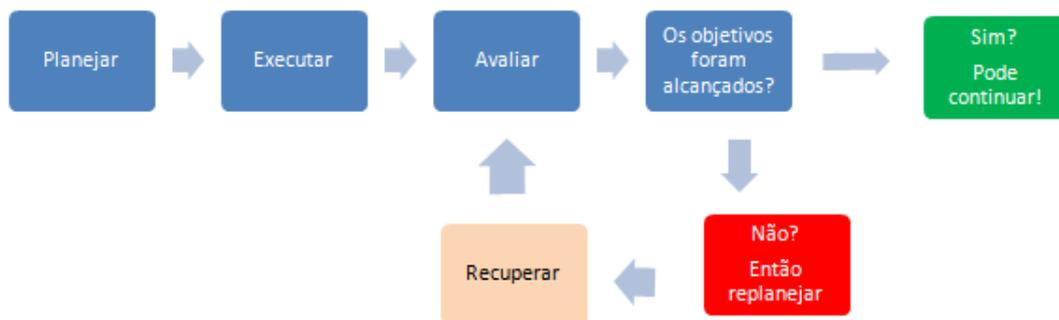 Planejar
Executar
Avaliar
Os objetivos
foram
alcançados?
Sim?
Pode
continuar!
Não?
Então
replanejar
Recuperar